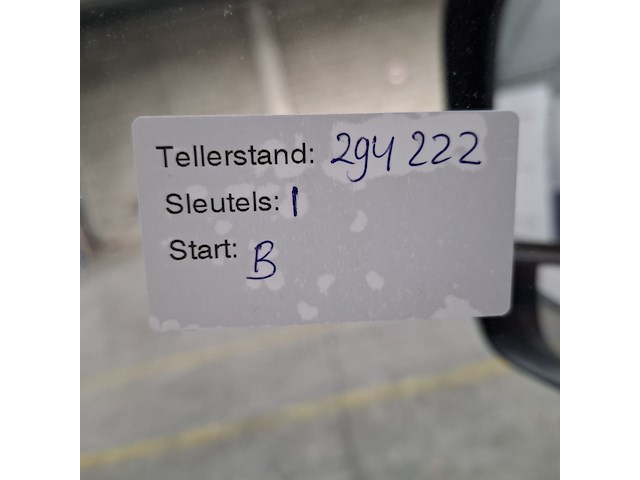 Tellerstand: 294 222
Sleutels: 1
Start: B